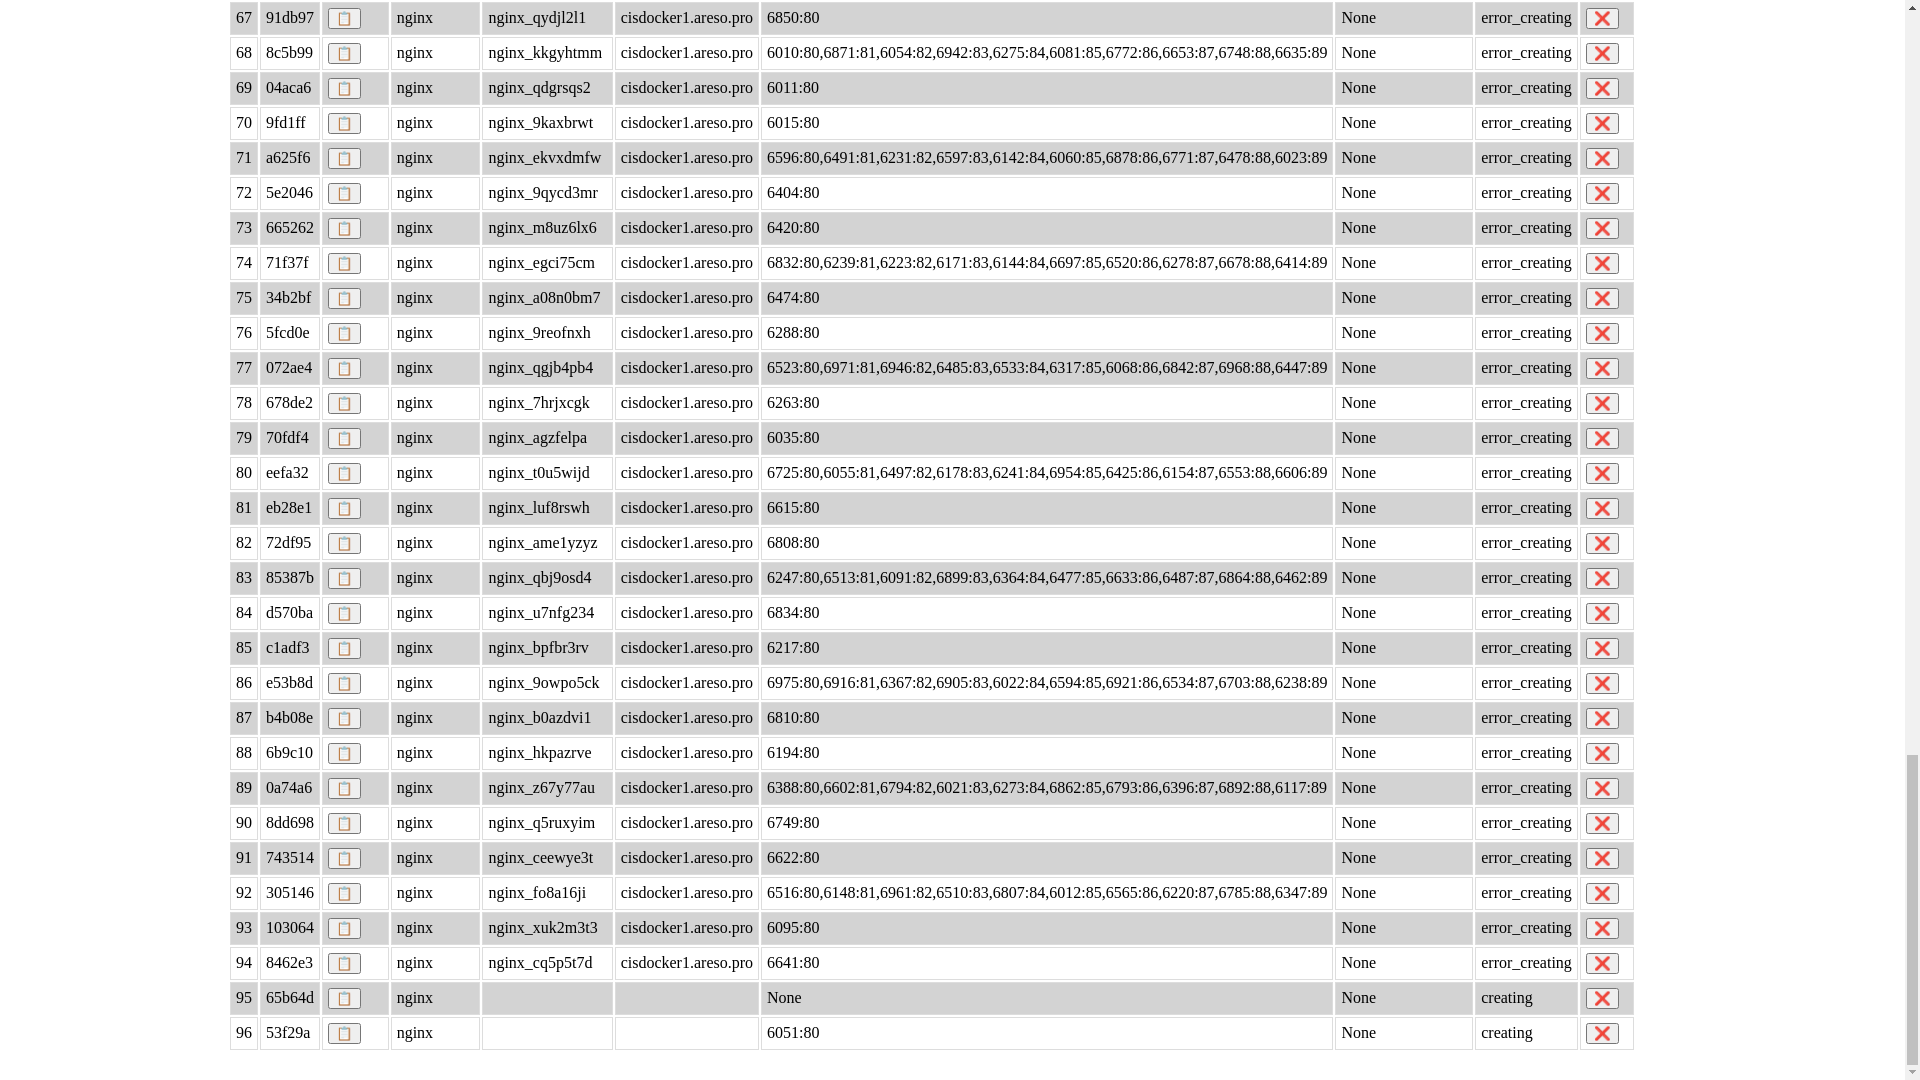 67 91db97 nginx nginx_qydjl2l1 cisdocker1.areso.pro 6850:80 None error_creating
68 8c5b99 nginx nginx_kkgyhtmm cisdocker1.areso.pro 6010:80,6871:81,6054:82,6942:83,6275:84,6081:85,6772:86,6653:87,6748:88,6635:89 None error_creating
69 04aca6 nginx nginx_qdgrsqs2 cisdocker1.areso.pro 6011:80 None error_creating
70 9fd1ff nginx nginx_9kaxbrwt cisdocker1.areso.pro 6015:80 None error_creating
71 a625f6 nginx nginx_ekvxdmfw cisdocker1.areso.pro 6596:80,6491:81,6231:82,6597:83,6142:84,6060:85,6878:86,6771:87,6478:88,6023:89 None error_creating
72 5e2046 nginx nginx_9qycd3mr cisdocker1.areso.pro 6404:80 None error_creating
73 665262 nginx nginx_m8uz6lx6 cisdocker1.areso.pro 6420:80 None error_creating
74 71f37f nginx nginx_egci75cm cisdocker1.areso.pro 6832:80,6239:81,6223:82,6171:83,6144:84,6697:85,6520:86,6278:87,6678:88,6414:89 None error_creating
75 34b2bf nginx nginx_a08n0bm7 cisdocker1.areso.pro 6474:80 None error_creating
76 5fcd0e nginx nginx_9reofnxh cisdocker1.areso.pro 6288:80 None error_creating
77 072ae4 nginx nginx_qgjb4pb4 cisdocker1.areso.pro 6523:80,6971:81,6946:82,6485:83,6533:84,6317:85,6068:86,6842:87,6968:88,6447:89 None error_creating
78 678de2 nginx nginx_7hrjxcgk cisdocker1.areso.pro 6263:80 None error_creating
79 70fdf4 nginx nginx_agzfelpa cisdocker1.areso.pro 6035:80 None error_creating
80 eefa32 nginx nginx_t0u5wijd cisdocker1.areso.pro 6725:80,6055:81,6497:82,6178:83,6241:84,6954:85,6425:86,6154:87,6553:88,6606:89 None error_creating
81 eb28e1 nginx nginx_luf8rswh cisdocker1.areso.pro 6615:80 None error_creating
82 72df95 nginx nginx_ame1yzyz cisdocker1.areso.pro 6808:80 None error_creating
83 85387b nginx nginx_qbj9osd4 cisdocker1.areso.pro 6247:80,6513:81,6091:82,6899:83,6364:84,6477:85,6633:86,6487:87,6864:88,6462:89 None error_creating
84 d570ba nginx nginx_u7nfg234 cisdocker1.areso.pro 6834:80 None error_creating
85 c1adf3 nginx nginx_bpfbr3rv cisdocker1.areso.pro 6217:80 None error_creating
86 e53b8d nginx nginx_9owpo5ck cisdocker1.areso.pro 6975:80,6916:81,6367:82,6905:83,6022:84,6594:85,6921:86,6534:87,6703:88,6238:89 None error_creating
87 b4b08e nginx nginx_b0azdvi1 cisdocker1.areso.pro 6810:80 None error_creating
88 6b9c10 nginx nginx_hkpazrve cisdocker1.areso.pro 6194:80 None error_creating
89 0a74a6 nginx nginx_z67y77au cisdocker1.areso.pro 6388:80,6602:81,6794:82,6021:83,6273:84,6862:85,6793:86,6396:87,6892:88,6117:89 None error_creating
90 8dd698 nginx nginx_q5ruxyim cisdocker1.areso.pro 6749:80 None error_creating
91 743514 nginx nginx_ceewye3t cisdocker1.areso.pro 6622:80 None error_creating
92 305146 nginx nginx_fo8a16ji cisdocker1.areso.pro 6516:80,6148:81,6961:82,6510:83,6807:84,6012:85,6565:86,6220:87,6785:88,6347:89 None error_creating
93 103064 nginx nginx_xuk2m3t3 cisdocker1.areso.pro 6095:80 None error_creating
94 8462e3 nginx nginx_cq5p5t7d cisdocker1.areso.pro 6641:80 None error_creating
95 65b64d nginx None None creating
96 53f29a nginx 6051:80 None creating